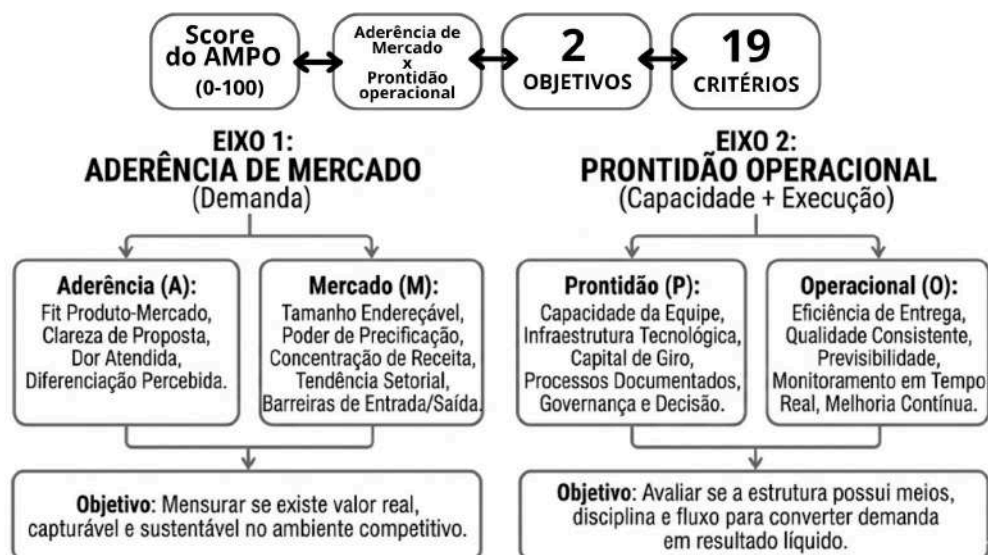 Score
do AMPO
(0-100)
Aderência de
Mercado
x
Prontidão
operacional
2
OBJETIVOS
19
CRITÉRIOS
EIXO 1:
ADERÊNCIA DE MERCADO
(Demanda)
Aderência (A):
Fit Produto-Mercado,
Clareza de Proposta,
Dor Atendida,
Diferenciação Percebida.
Mercado (M):
Tamanho Endereçável,
Poder de Precificação,
Concentração de Receita,
Tendência Setorial,
Barreiras de Entrada/Saída.
Objetivo: Mensurar se existe valor real,
capturável e sustentável no ambiente competitivo.
EIXO 2:
PRONTIDÃO OPERACIONAL
(Capacidade + Execução)
Prontidão (P):
Capacidade da Equipe,
Infraestrutura Tecnológica,
Capital de Giro,
Processos Documentados,
Governança e Decisão.
Operacional (O):
Eficiência de Entrega,
Qualidade Consistente,
Previsibilidade,
Monitoramento em Tempo
Real, Melhoria Contínua.
Objetivo: Avaliar se a estrutura possui meios,
disciplina e fluxo para converter demanda
em resultado líquido.